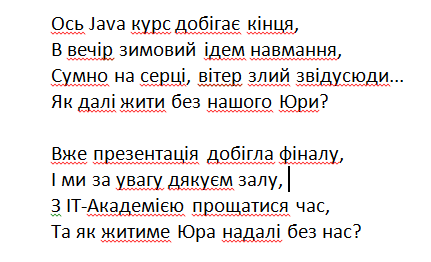 Ось Java курс добігає кінця,
В вечір зимовий ідем навмання,
Сумно на серці, вітер злий звідусюди...
Як далі жити без нашого Юри?
Вже презентація добігла фіналу,
І ми за увагу дякуєм залу,
З ІТ-Академією прощатися час,
Та як житиме Юра надалі без нас?